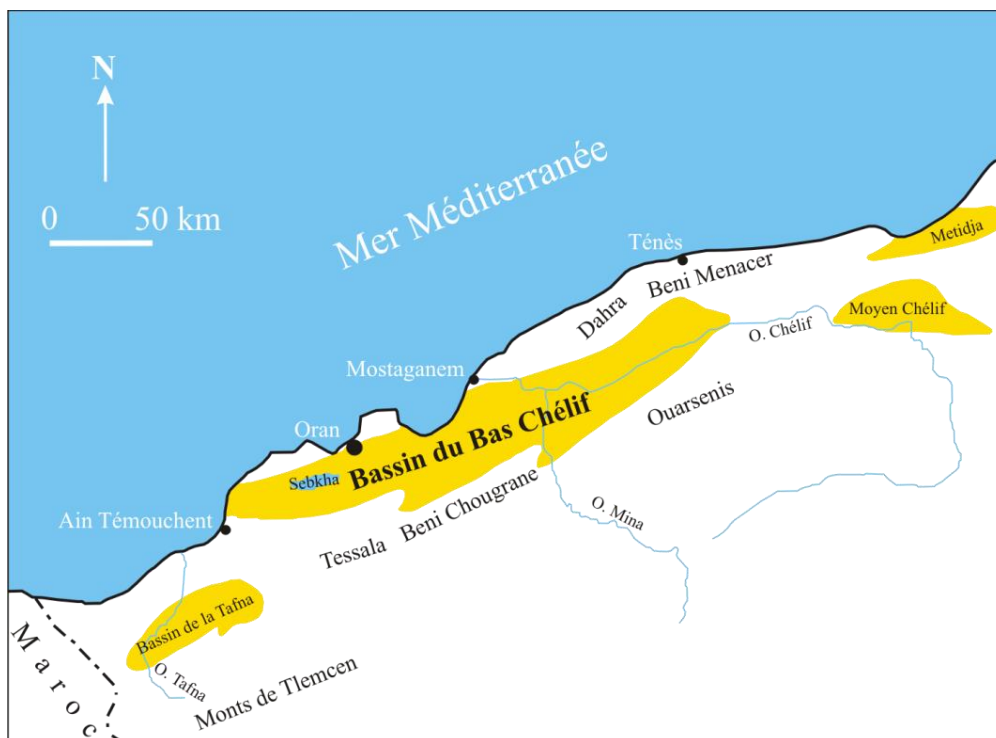 N
0 50 km
Mer Méditerranée
Metidja
Ténès
Beni Menacer
Dahra
Moyen Chélif
O. Chélif
Mostaganem
Ouarsenis
Oran
Bassin du Bas Chélif
Sebkha
Beni Chougrane
O. Mina
Ain Témouchent
Tessala
Bassin de la Tafna
O. Tafna
Monts de Tlemcen
Maroc